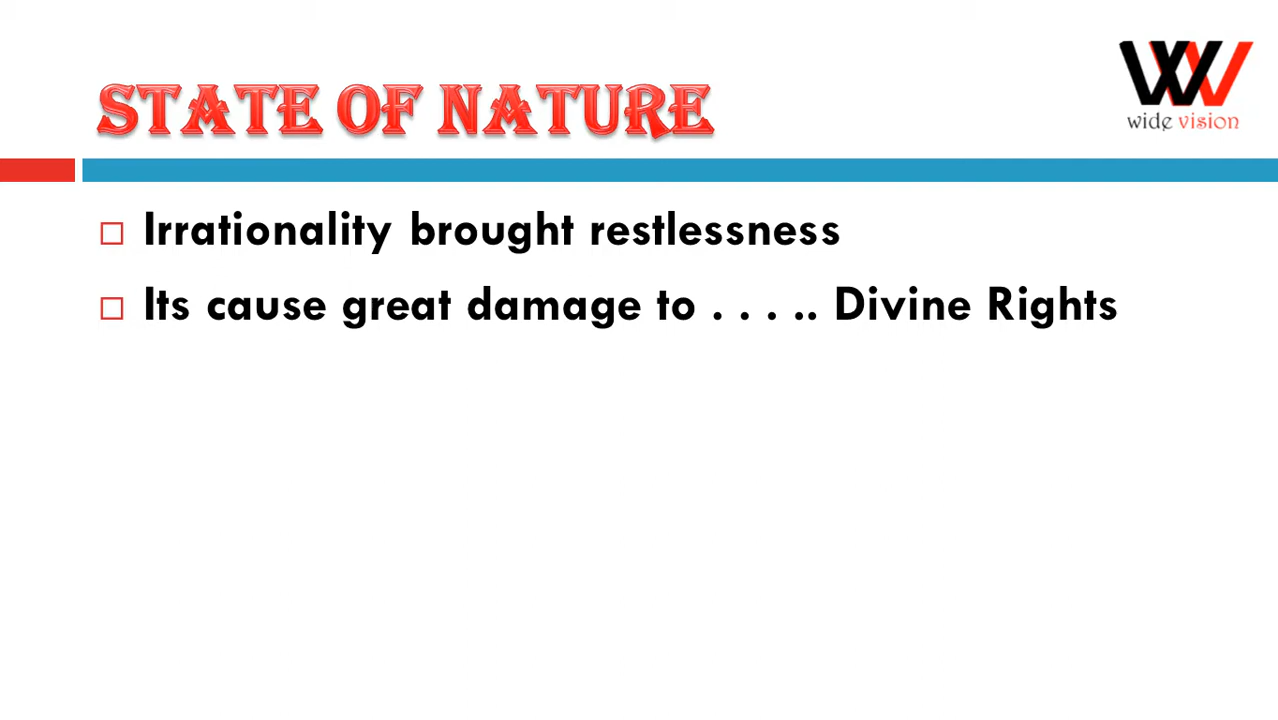 STATE OF NATURE
wide vision
Irrationality brought restlessness
Its cause great damage to . . . .. Divine Rights